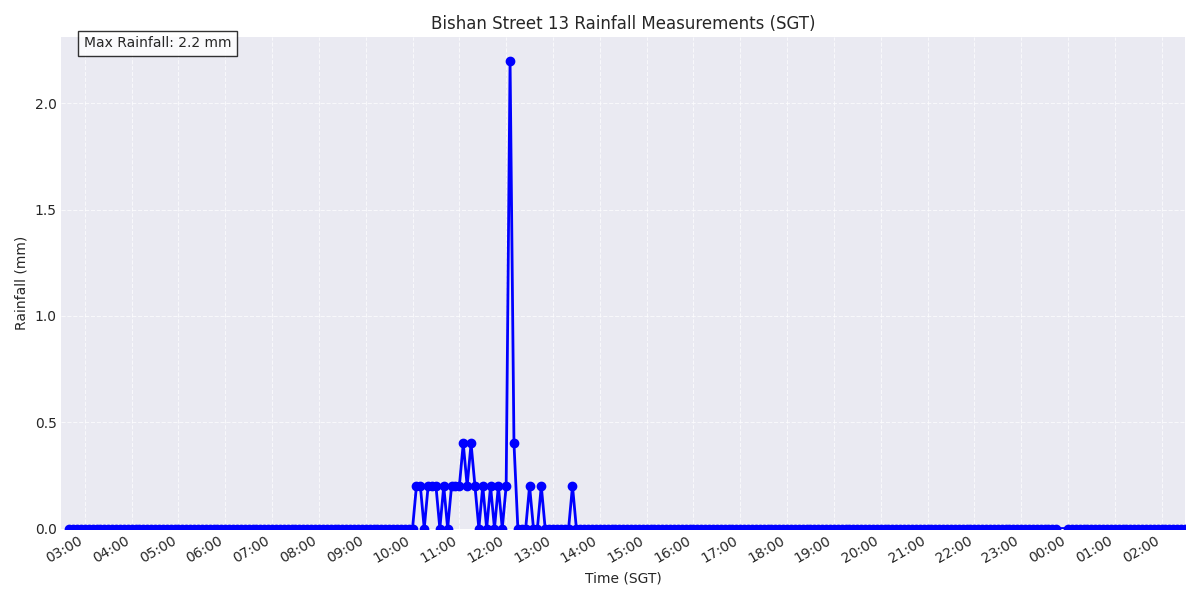 Bishan Street 13 Rainfall Measurements (SGT)
Max Rainfall: 2.2 mm
Rainfall (mm)
2.0
1.5
1.0
0.5
0.0
03:00 04:00 05:00 06:00 07:00 08:00 09:00 10:00 11:00 12:00 13:00 14:00 15:00 16:00 17:00 18:00 19:00 20:00 21:00 22:00 23:00 00:00 01:00 02:00
Time (SGT)